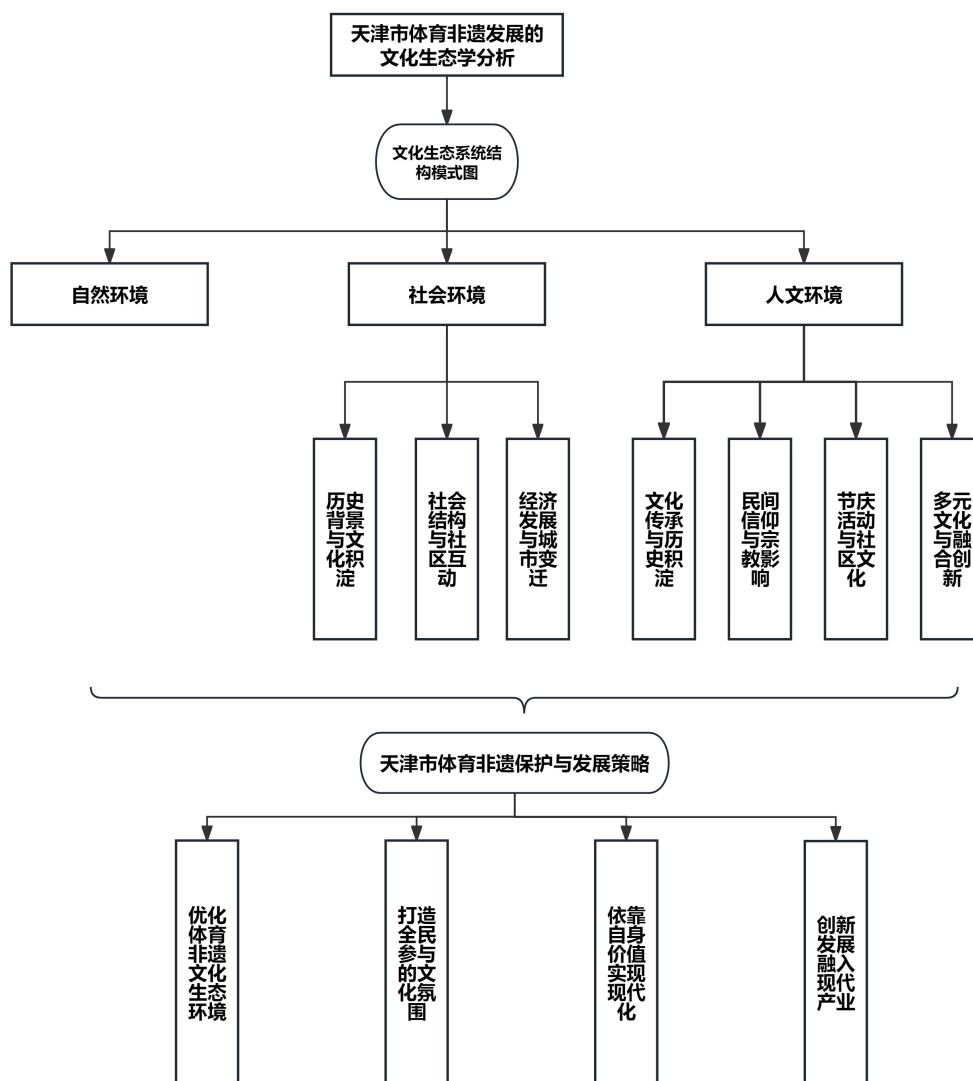 天津市体育非遗发展的
文化生态学分析
文化生态系统结
构模式图
自然环境
社会环境
人文环境
历史
背景
与文
化积
淀
社会
结构
与社
区互
动
经济
发展
与城
市变
迁
文化
传承
与历
史积
淀
民间
信仰
与宗
教影
响
节庆
活动
与社
区文
化
多元
文化
与融
合创
新
天津市体育非遗保护与发展策略
优化
体育
非遗
文化
生态
环境
打造
全民
参与
的文
化氛
围
依靠
自身
价值
实现
现代
化
创新
发展
融入
现代
产业